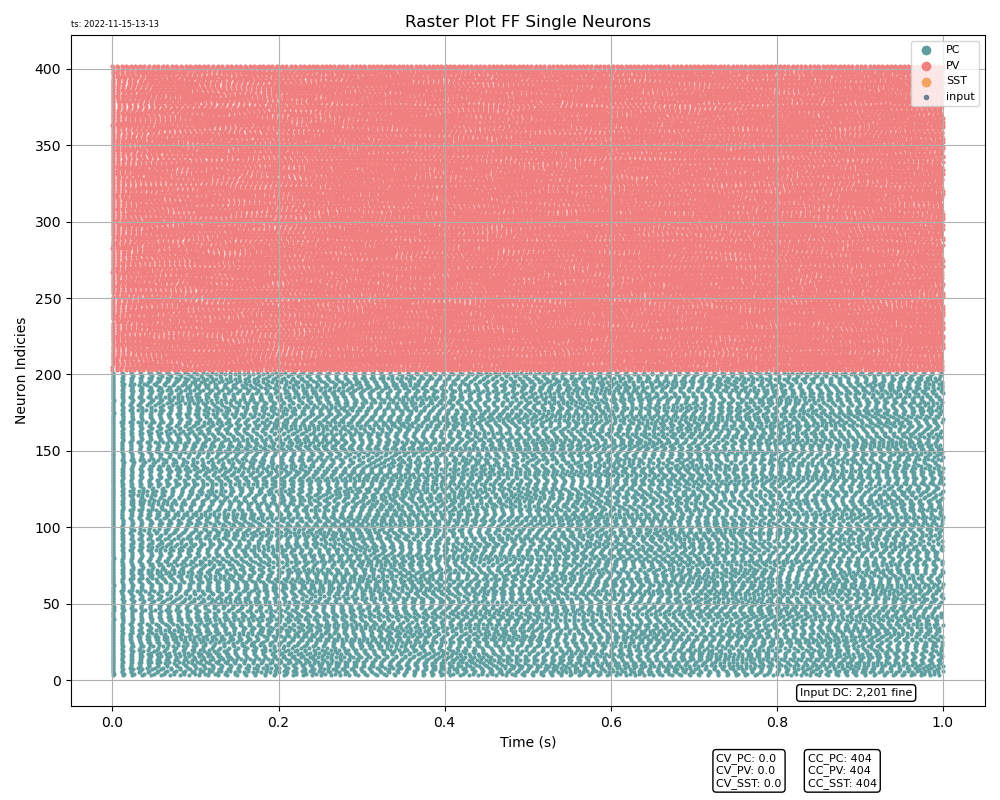 ts: 2022-11-15-13-13
Raster Plot FF Single Neurons
PC
PV
SST
input
400
350
300
250
200
150
100
50
0
Neuron Indicies
Input DC: 2,201 fine
0.0 0.2 0.4 0.6 0.8 1.0
Time (s)
CV_PC: 0.0
CV_PV: 0.0
CV_SST: 0.0
CC_PC: 404
CC_PV: 404
CC_SST: 404